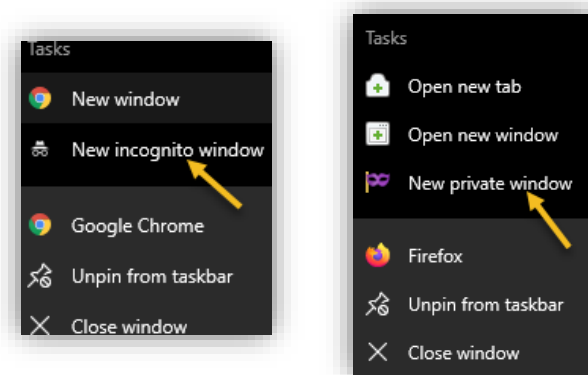 Tasks
New window
New incognito window
Google Chrome
Unpin from taskbar
Close window
Tasks
Open new tab
Open new window
New private window
Firefox
Unpin from taskbar
Close window